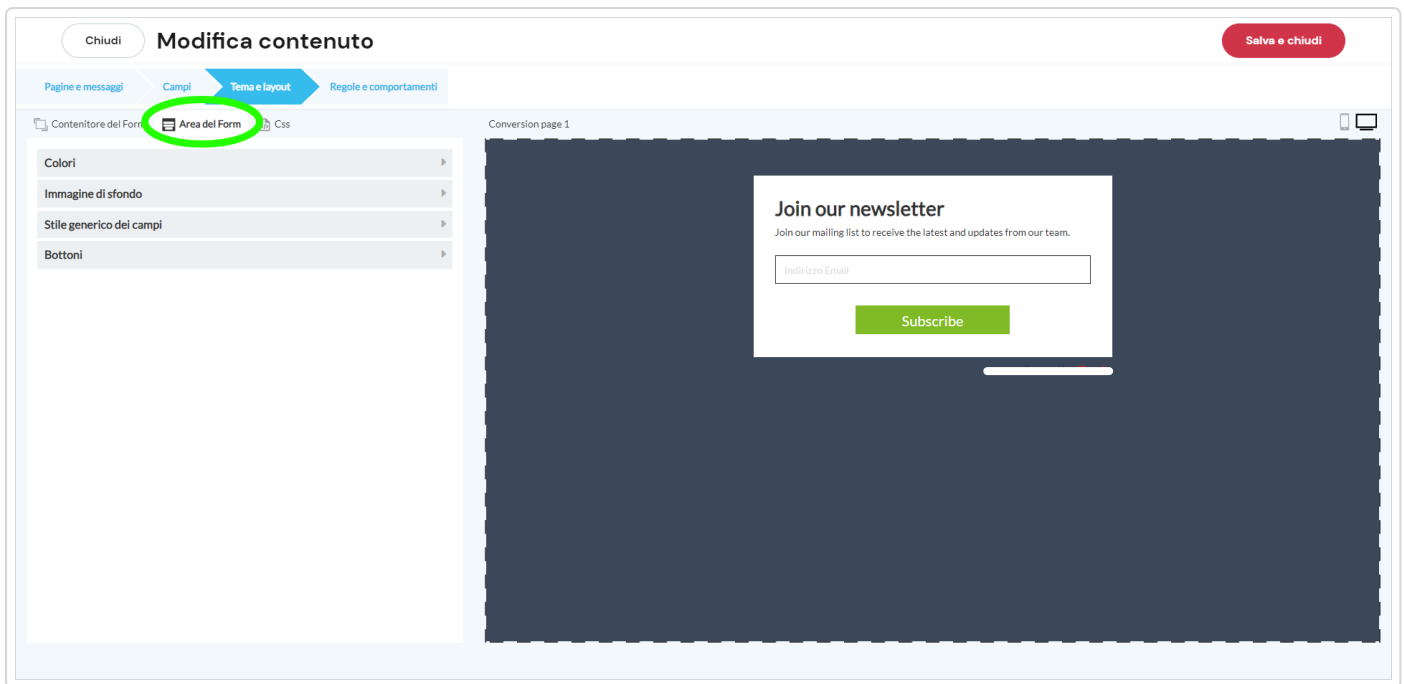 Chiudi
Modifica contenuto
Salva e chiudi
Pagine e messaggi
Campi
Tema e layout
Regole e comportamenti
Contenitore del Form
Area del Form
Css
Conversion page 1
Colori
Immagine di sfondo
Stile generico dei campi
Bottoni
Join our newsletter
Join our mailing list to receive the latest and updates from our team.
Indirizzo Email
Subscribe